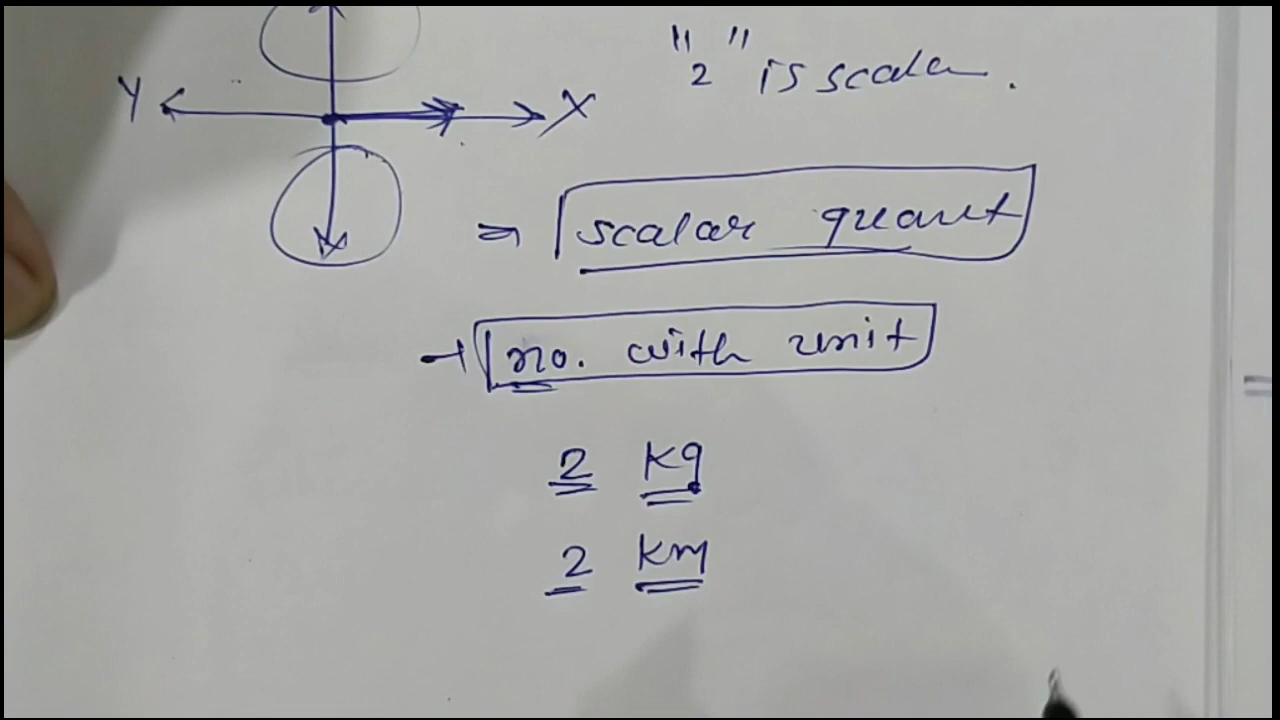 "2" is scalar.
Y X
⇒ scalar quant
→ no. with unit
2 kg
2 km